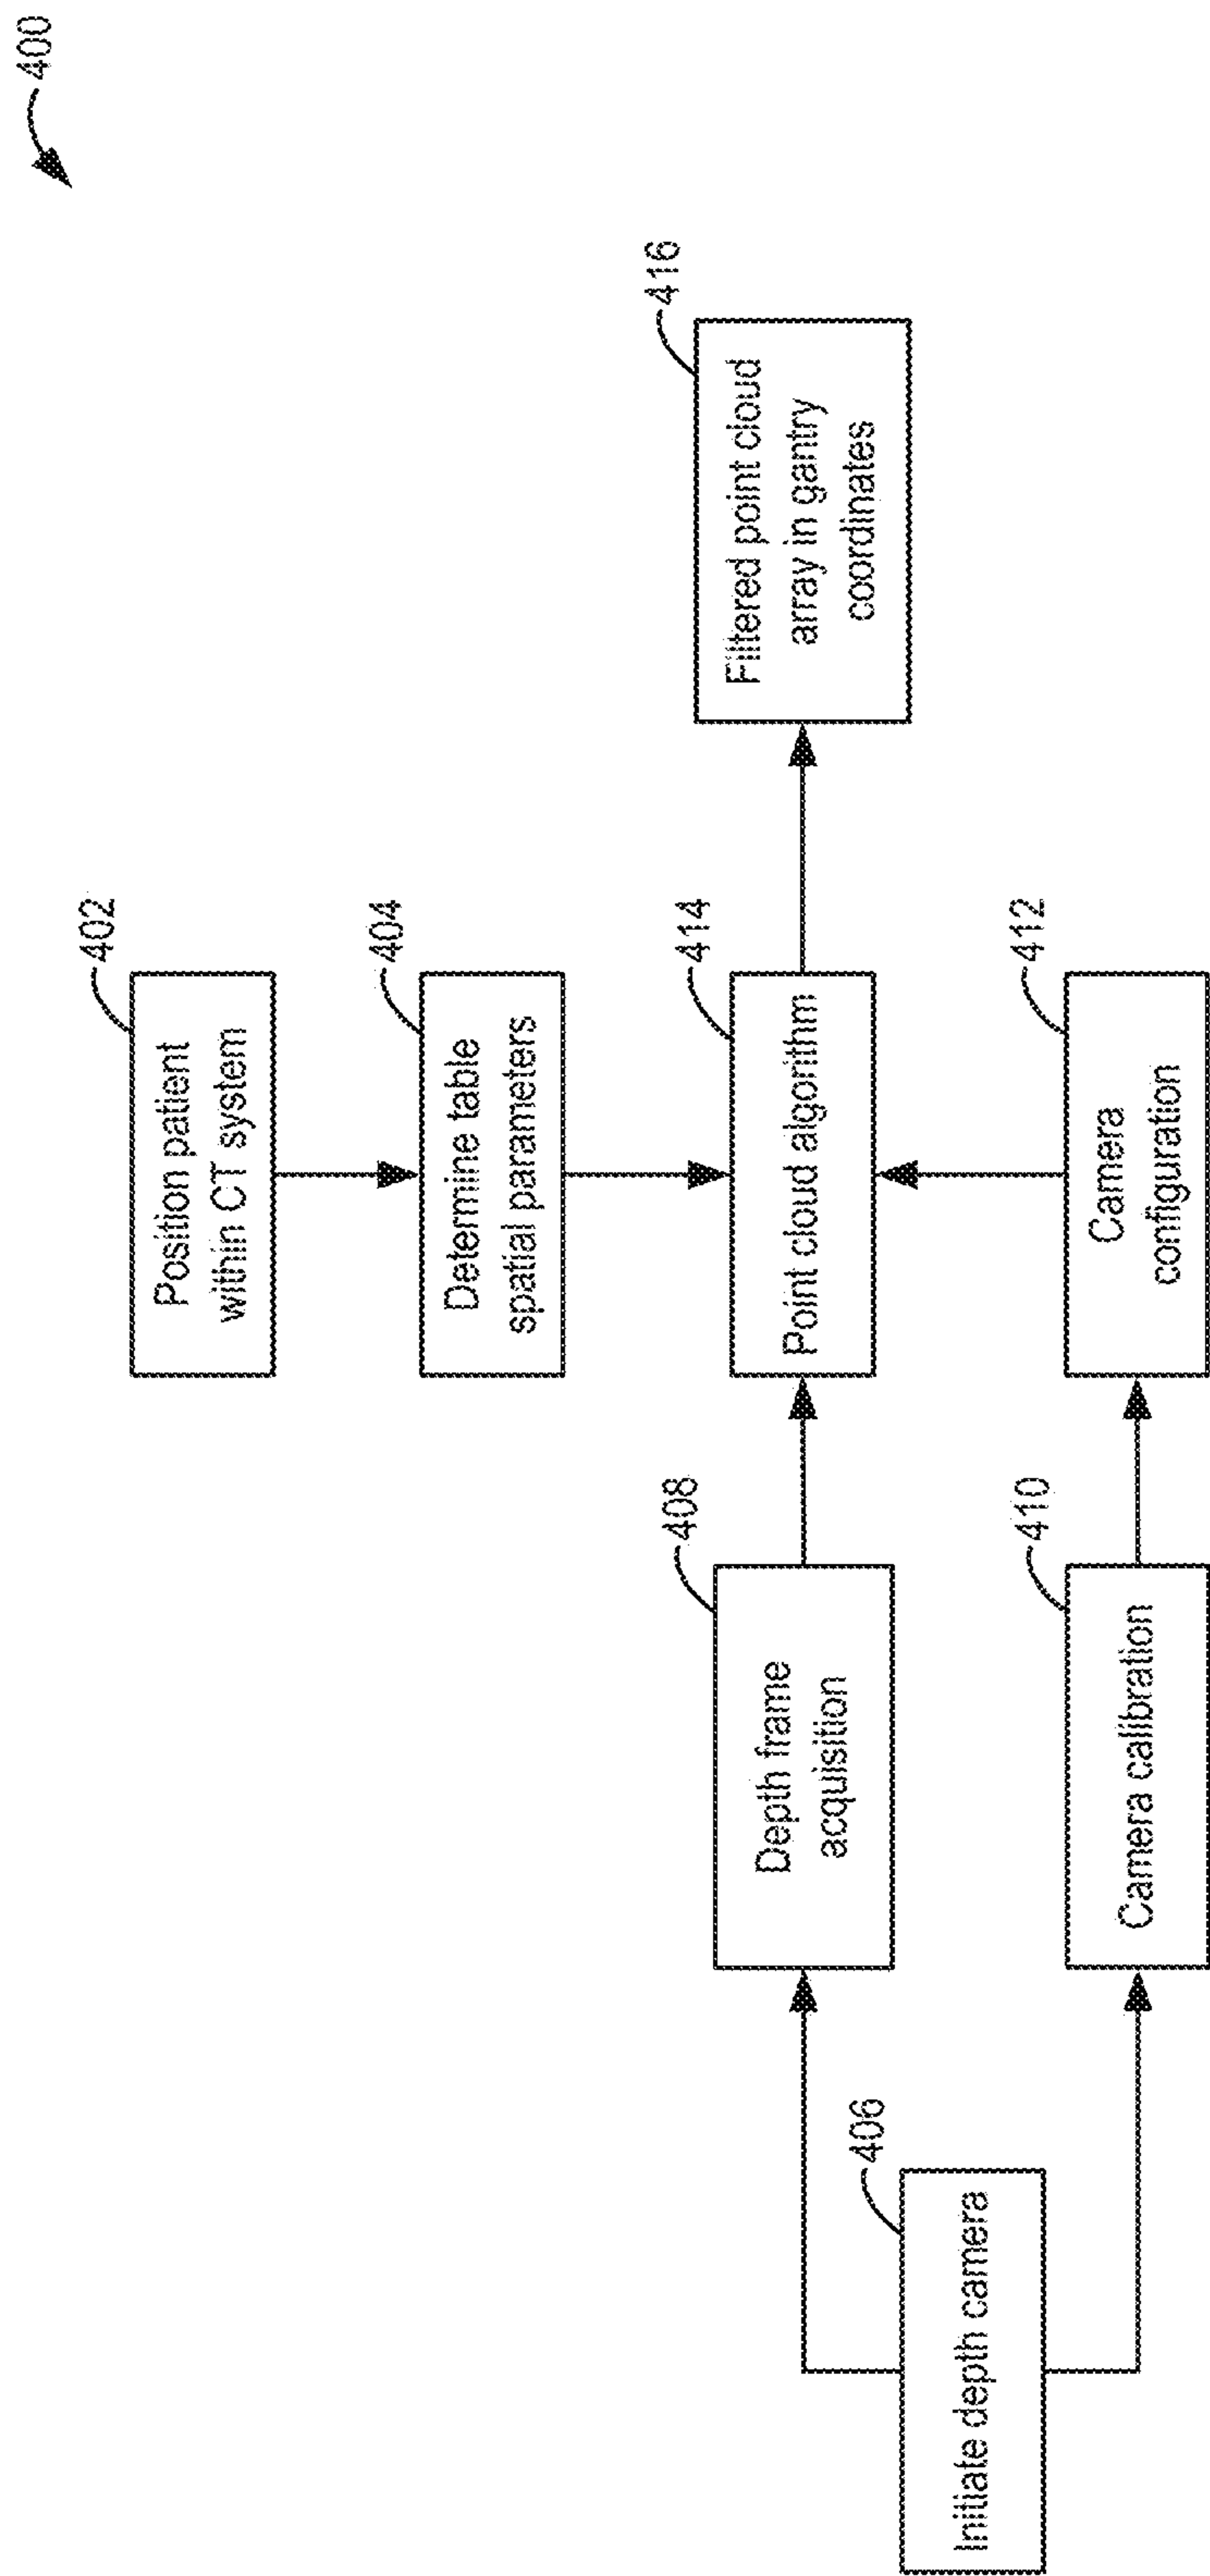 400
402
Position patient
within CT system
404
Determine table
spatial parameters
406
Initiate depth camera
408
Depth frame
acquisition
414
Point cloud algorithm
416
Filtered point cloud
array in gantry
coordinates
410
Camera calibration
412
Camera
configuration